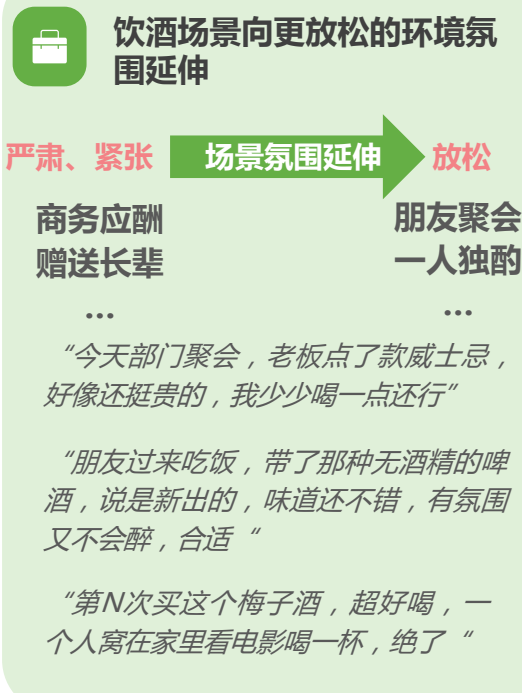 饮酒场景向更放松的环境氛
围延伸
严肃、紧张 场景氛围延伸 放松
商务应酬 朋友聚会
赠送长辈 一人独酌
... ...
“今天部门聚会，老板点了款威士忌，
好像还挺贵的，我少少喝一点还行”
“朋友过来吃饭，带了那种无酒精的啤
酒，说是新出的，味道还不错，有氛围
又不会醉，合适“
“第N次买这个梅子酒，超好喝，一
个人窝在家里看电影喝一杯，绝了“